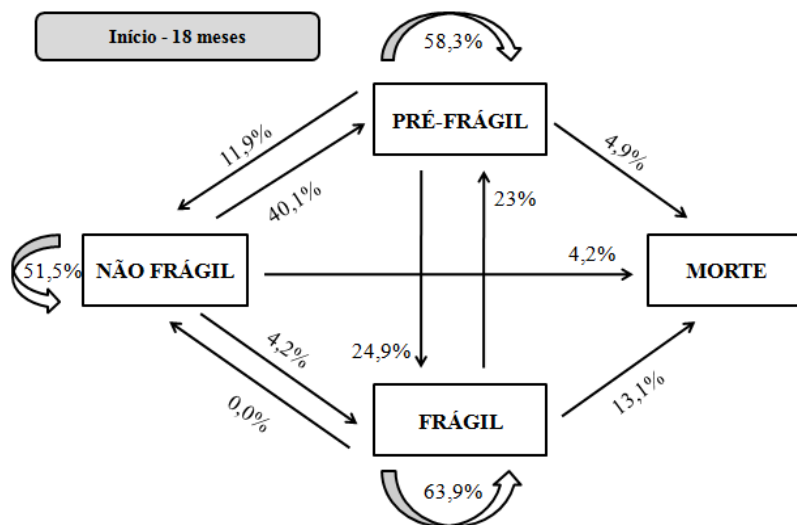 Início - 18 meses
58,3%
PRÉ-FRÁGIL
11,9%
40,1%
4,9%
23%
51,5%
NÃO FRÁGIL
4,2%
MORTE
4,2%
0,0%
24,9%
FRÁGIL
13,1%
63,9%